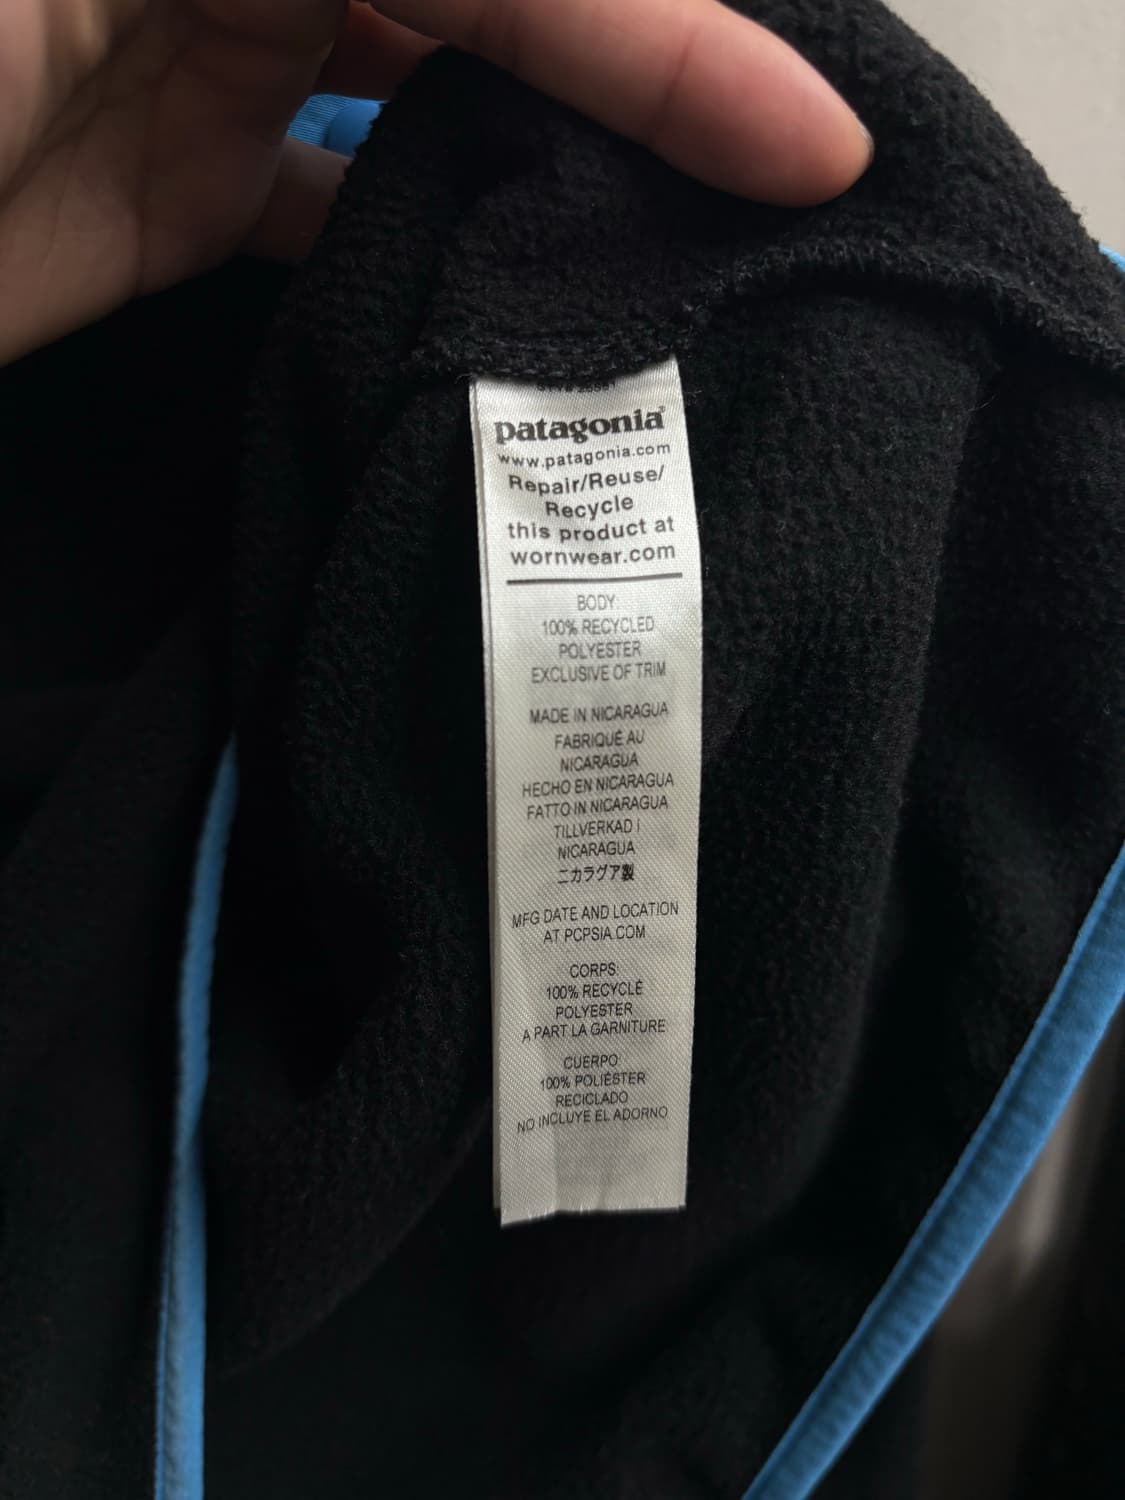 patagonia®
www.patagonia.com
Repair/Reuse/
Recycle
this product at
wornwear.com
BODY:
100% RECYCLED
POLYESTER
EXCLUSIVE OF TRIM
MADE IN NICARAGUA
FABRIQUÉ AU
NICARAGUA
HECHO EN NICARAGUA
FATTO IN NICARAGUA
TILLVERKAD I
NICARAGUA
ニカラグア製
MFG DATE AND LOCATION
AT PCPSIA.COM
CORPS:
100% RECYCLÉ
POLYESTER
A PART LA GARNITURE
CUERPO:
100% POLIÉSTER
RECICLADO
NO INCLUYE EL ADORNO